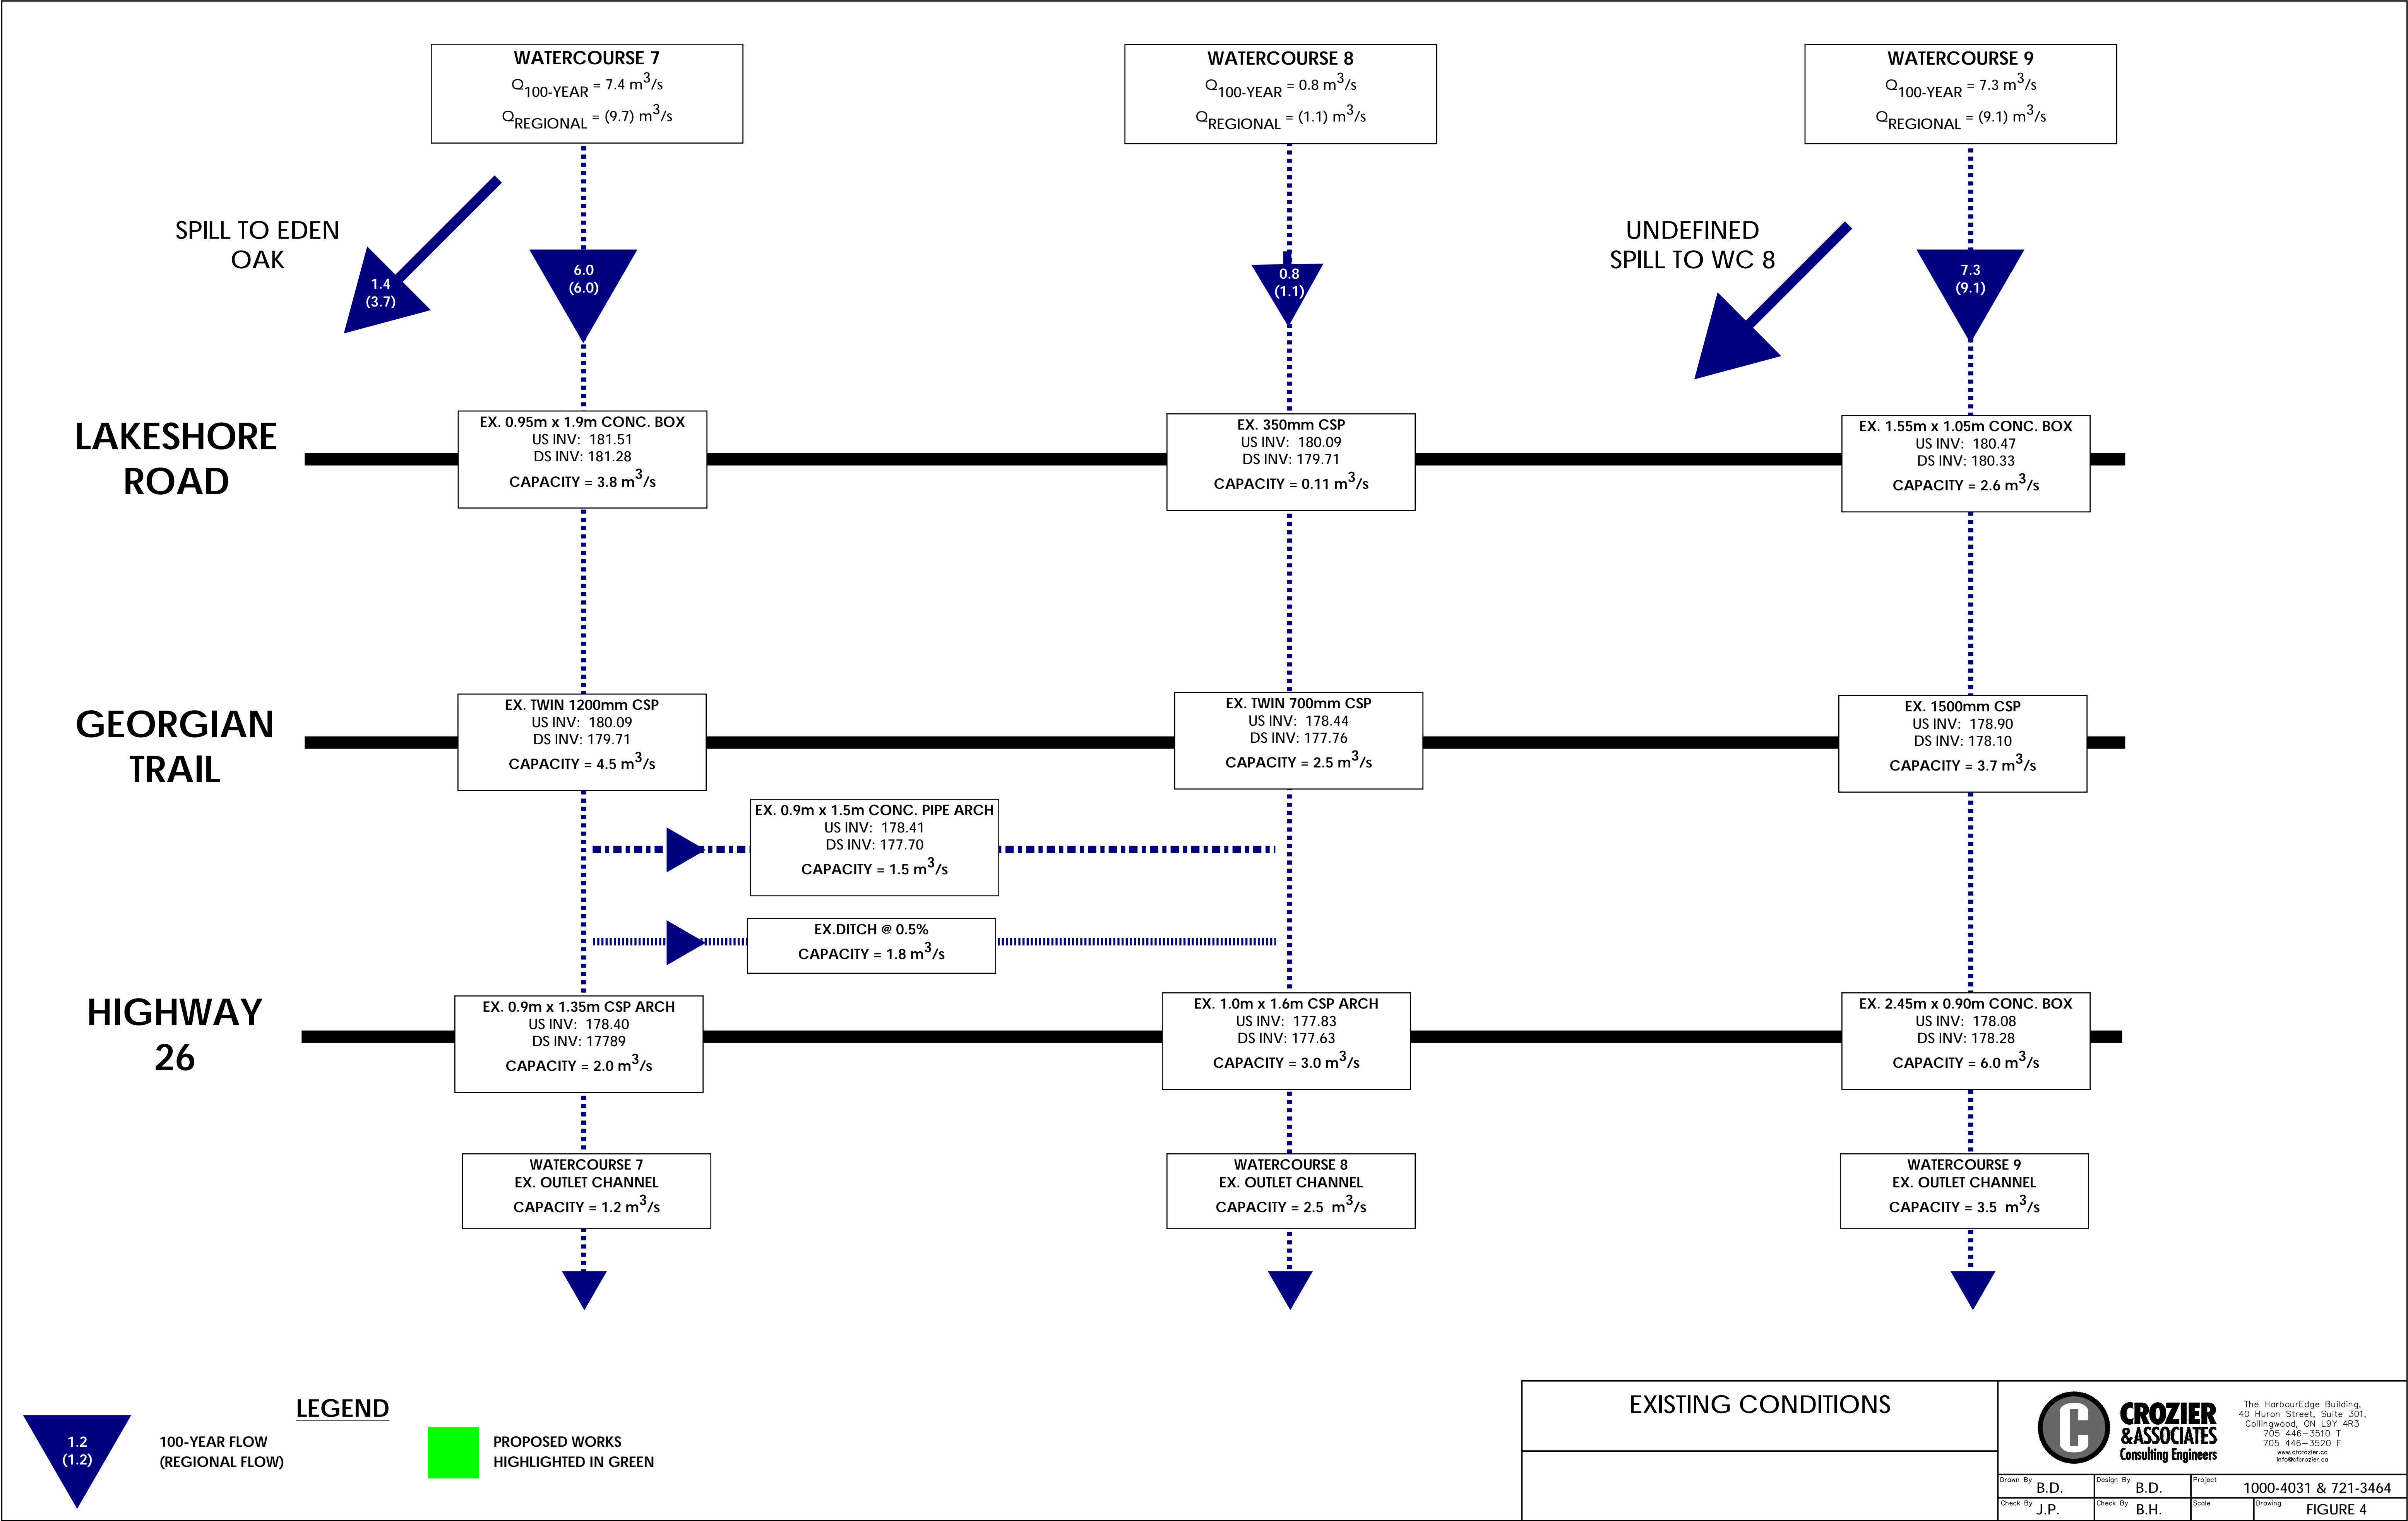 WATERCOURSE 7
Q100-YEAR = 7.4 m3/s
QREGIONAL = (9.7) m3/s
WATERCOURSE 8
Q100-YEAR = 0.8 m3/s
QREGIONAL = (1.1) m3/s
WATERCOURSE 9
Q100-YEAR = 7.3 m3/s
QREGIONAL = (9.1) m3/s
SPILL TO EDEN
OAK
1.4
(3.7)
6.0
(6.0)
0.8
(1.1)
UNDEFINED
SPILL TO WC 8
7.3
(9.1)
LAKESHORE
ROAD
EX. 0.95m x 1.9m CONC. BOX
US INV: 181.51
DS INV: 181.28
CAPACITY = 3.8 m3/s
EX. 350mm CSP
US INV: 180.09
DS INV: 179.71
CAPACITY = 0.11 m3/s
EX. 1.55m x 1.05m CONC. BOX
US INV: 180.47
DS INV: 180.33
CAPACITY = 2.6 m3/s
GEORGIAN
TRAIL
EX. TWIN 1200mm CSP
US INV: 180.09
DS INV: 179.71
CAPACITY = 4.5 m3/s
EX. TWIN 700mm CSP
US INV: 178.44
DS INV: 177.76
CAPACITY = 2.5 m3/s
EX. 1500mm CSP
US INV: 178.90
DS INV: 178.10
CAPACITY = 3.7 m3/s
EX. 0.9m x 1.5m CONC. PIPE ARCH
US INV: 178.41
DS INV: 177.70
CAPACITY = 1.5 m3/s
EX.DITCH @ 0.5%
CAPACITY = 1.8 m3/s
HIGHWAY
26
EX. 0.9m x 1.35m CSP ARCH
US INV: 178.40
DS INV: 17789
CAPACITY = 2.0 m3/s
EX. 1.0m x 1.6m CSP ARCH
US INV: 177.83
DS INV: 177.63
CAPACITY = 3.0 m3/s
EX. 2.45m x 0.90m CONC. BOX
US INV: 178.08
DS INV: 178.28
CAPACITY = 6.0 m3/s
WATERCOURSE 7
EX. OUTLET CHANNEL
CAPACITY = 1.2 m3/s
WATERCOURSE 8
EX. OUTLET CHANNEL
CAPACITY = 2.5 m3/s
WATERCOURSE 9
EX. OUTLET CHANNEL
CAPACITY = 3.5 m3/s
LEGEND
1.2
(1.2)
100-YEAR FLOW
(REGIONAL FLOW)
PROPOSED WORKS
HIGHLIGHTED IN GREEN
EXISTING CONDITIONS
C
CROZIER
&ASSOCIATES
Consulting Engineers
The HarbourEdge Building,
40 Huron Street, Suite 301,
Collingwood, ON L9Y 4R3
705 446-3510 T
705 446-3520 F
www.cfcrozier.ca
info@cfcrozier.ca
Drawn By B.D. Design By B.D. Project 1000-4031 & 721-3464
Check By J.P. Check By B.H. Scale Drawing FIGURE 4